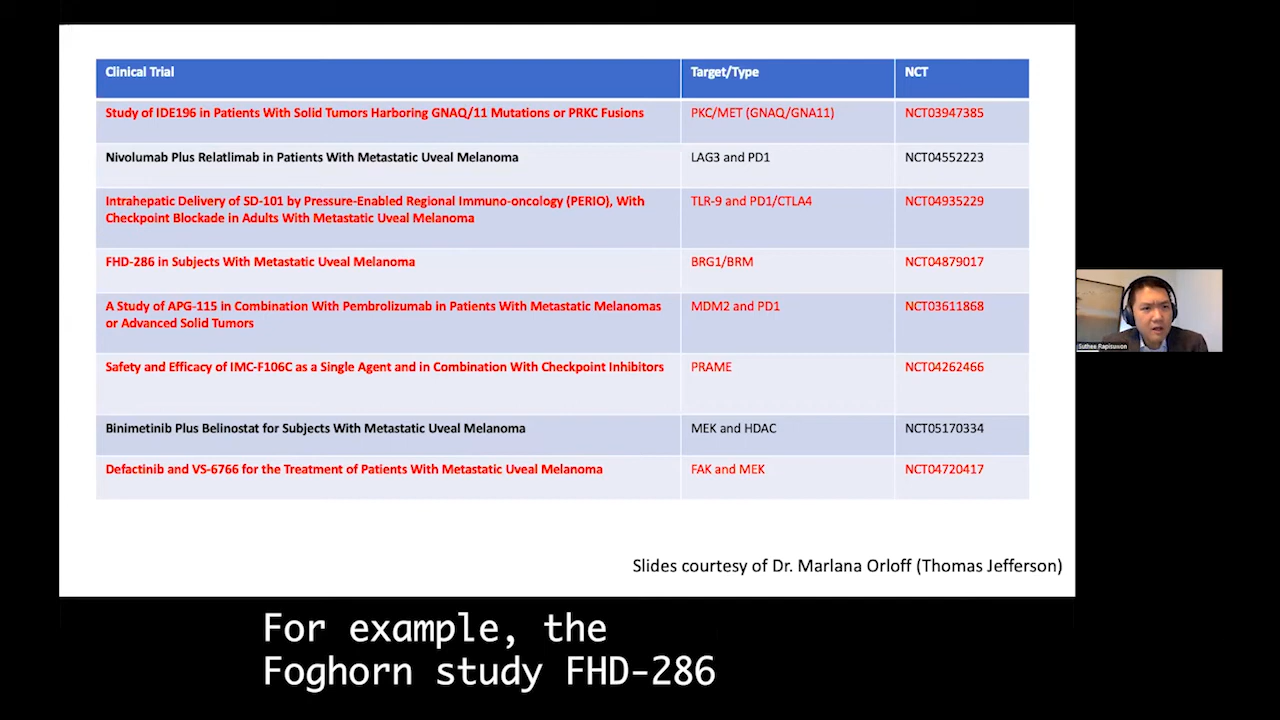 Clinical Trial Target/Type NCT
Study of IDE196 in Patients With Solid Tumors Harboring GNAQ/11 Mutations or PRKC Fusions PKC/MET (GNAQ/GNA11) NCT03947385
Nivolumab Plus Relatlimab in Patients With Metastatic Uveal Melanoma LAG3 and PD1 NCT04552223
Intrahepatic Delivery of SD-101 by Pressure-Enabled Regional Immuno-oncology (PERIO), With TLR-9 and PD1/CTLA4 NCT04935229
Checkpoint Blockade in Adults With Metastatic Uveal Melanoma
FHD-286 in Subjects With Metastatic Uveal Melanoma BRG1/BRM NCT04879017
A Study of APG-115 in Combination With Pembrolizumab in Patients With Metastatic Melanomas MDM2 and PD1 NCT03611868
or Advanced Solid Tumors
Safety and Efficacy of IMC-F106C as a Single Agent and in Combination With Checkpoint Inhibitors PRAME NCT04262466
Binimetinib Plus Belinostat for Subjects With Metastatic Uveal Melanoma MEK and HDAC NCT05170334
Defactinib and VS-6766 for the Treatment of Patients With Metastatic Uveal Melanoma FAK and MEK NCT04720417
Suthee Rapisuwon
Slides courtesy of Dr. Marlana Orloff (Thomas Jefferson)
For example, the
Foghorn study FHD-286